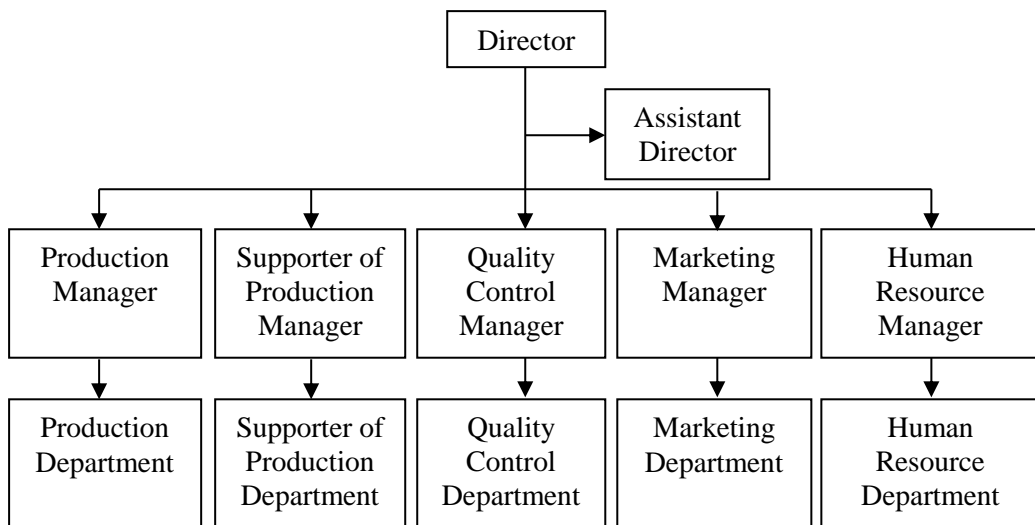 Director
Assistant
Director
Production
Manager
Supporter of
Production
Manager
Quality
Control
Manager
Marketing
Manager
Human
Resource
Manager
Production
Department
Supporter of
Production
Department
Quality
Control
Department
Marketing
Department
Human
Resource
Department